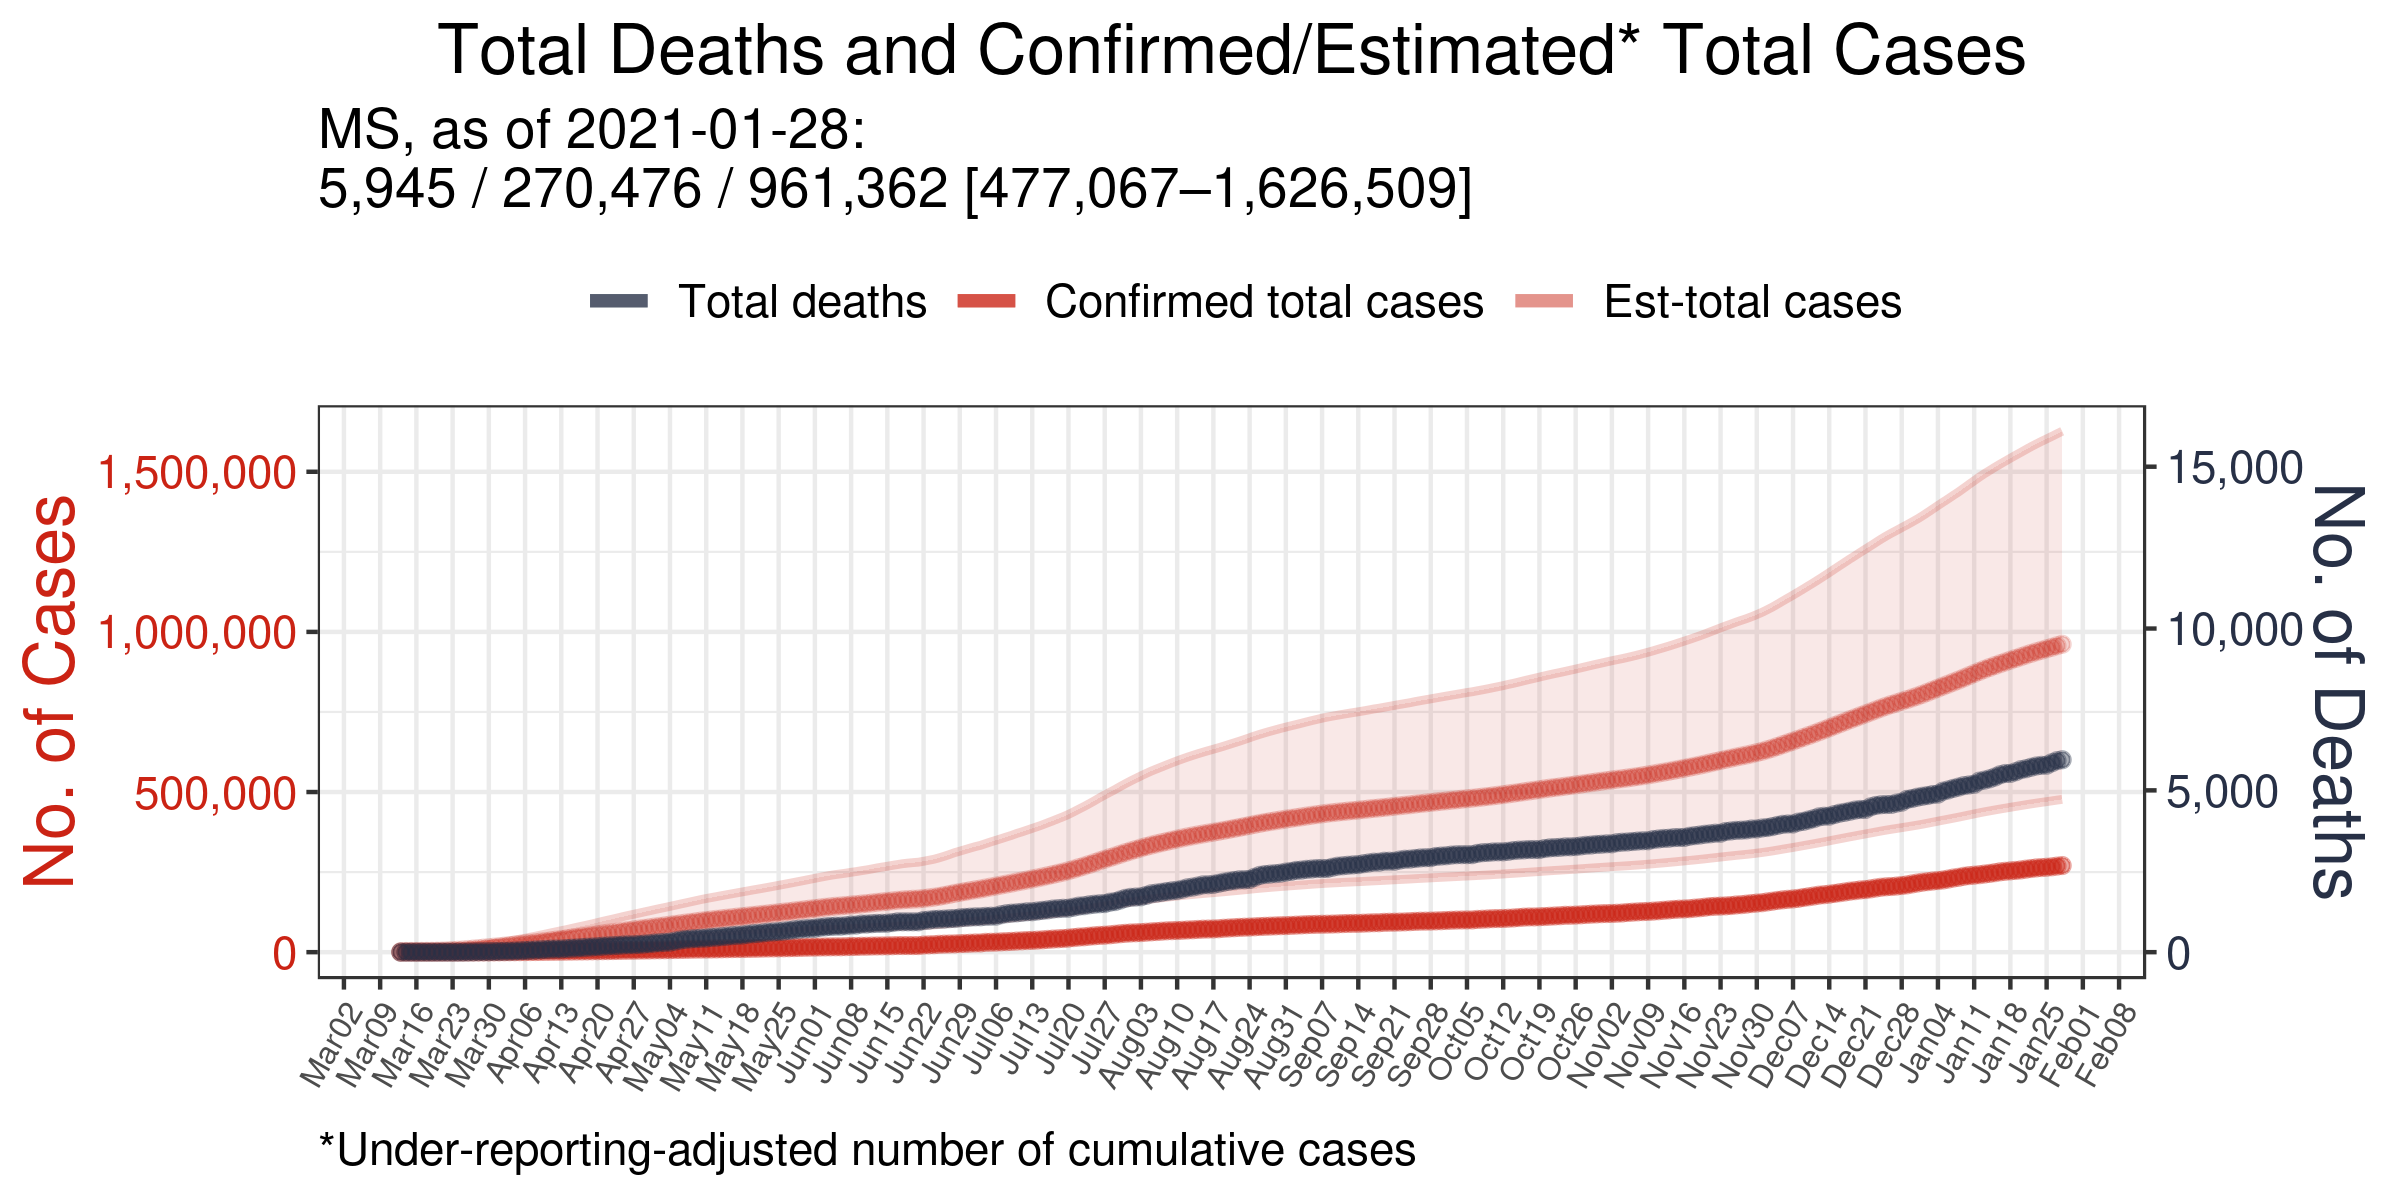 Total Deaths and Confirmed/Estimated* Total Cases
MS, as of 2021-01-28:
5,945 / 270,476 / 961,362 [477,067–1,626,509]
Total deaths
Confirmed total cases
Est-total cases
No. of Cases
1,500,000
1,000,000
500,000
0
15,000
10,000
5,000
0
No. of Deaths
Mar02
Mar09
Mar16
Mar23
Mar30
Apr06
Apr13
Apr20
Apr27
May04
May11
May18
May25
Jun01
Jun08
Jun15
Jun22
Jun29
Jul06
Jul13
Jul20
Jul27
Aug03
Aug10
Aug17
Aug24
Aug31
Sep07
Sep14
Sep21
Sep28
Oct05
Oct12
Oct19
Oct26
Nov02
Nov09
Nov16
Nov23
Nov30
Dec07
Dec14
Dec21
Dec28
Jan04
Jan11
Jan18
Jan25
Feb01
Feb08
*Under-reporting-adjusted number of cumulative cases